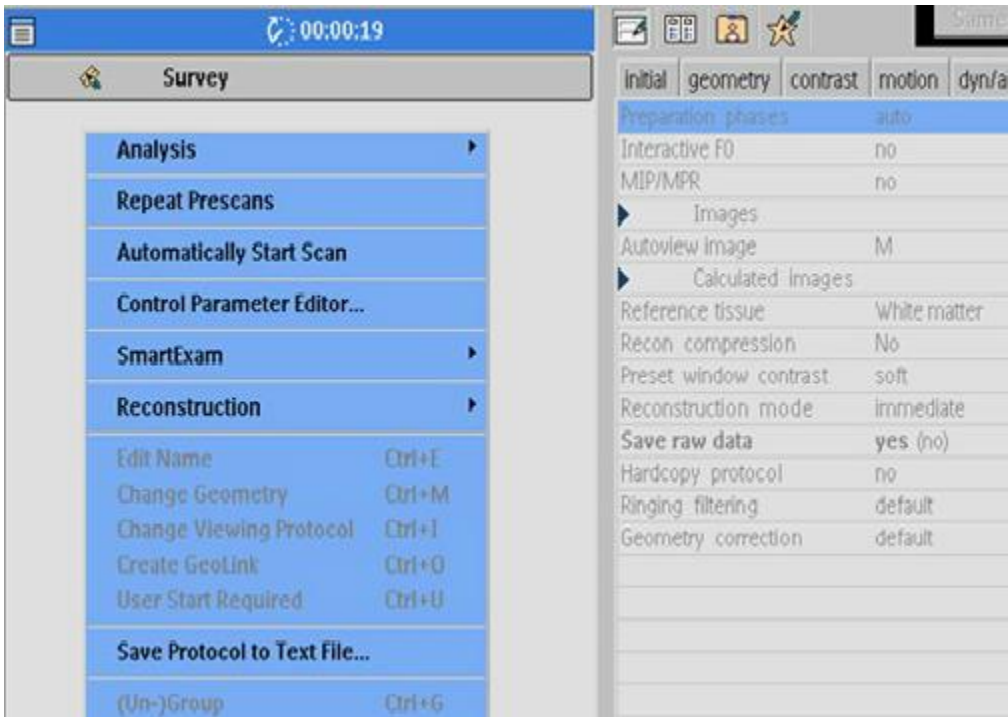 00:00:19
Survey
Analysis
Repeat Prescans
Automatically Start Scan
Control Parameter Editor...
SmartExam
Reconstruction
Edit Name Ctrl+E
Change Geometry Ctrl+M
Change Viewing Protocol Ctrl+I
Create GeoLink Ctrl+O
User Start Required Ctrl+U
Save Protocol to Text File...
(Un-)Group Ctrl+G
initial geometry contrast motion dyn/a
Preparation phases auto
Interactive F0 no
MIP/MPR no
Images
Autoview image M
Calculated images
Reference tissue White matter
Recon compression No
Preset window contrast soft
Reconstruction mode immediate
Save raw data yes (no)
Hardcopy protocol no
Ringing filtering default
Geometry correction default